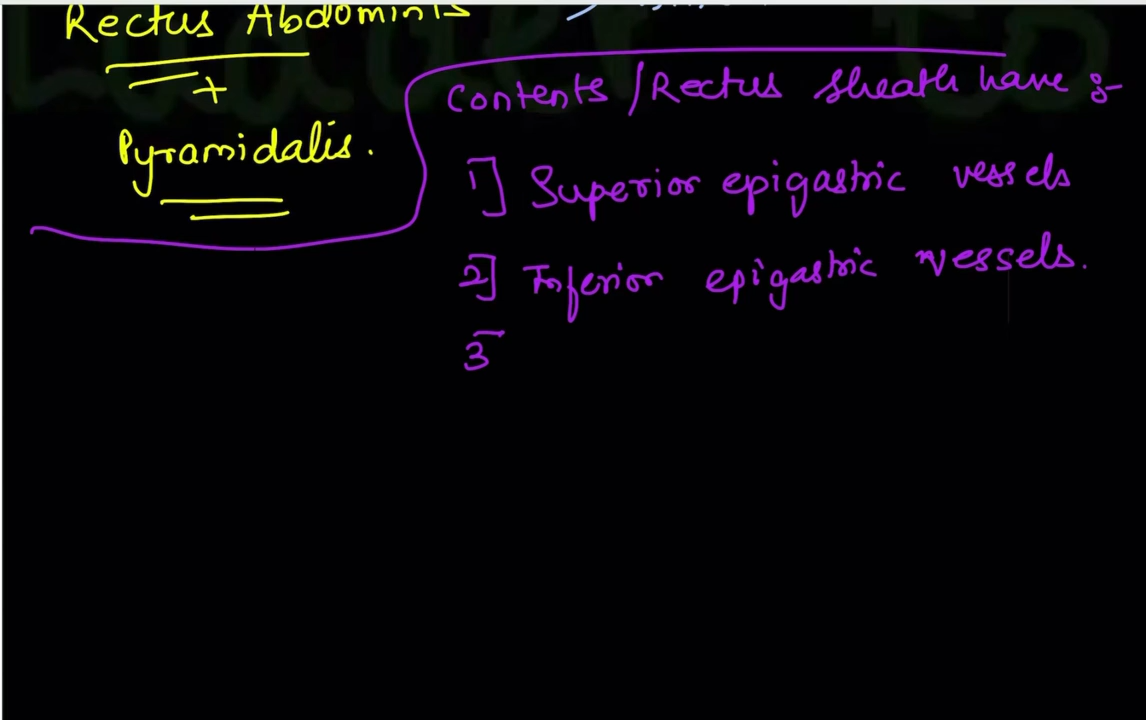 Rectus Abdominis
+
Pyramidalis.
Contents / Rectus Sheath have :-
1] Superior epigastric vessels
2] Inferior epigastric vessels.
3